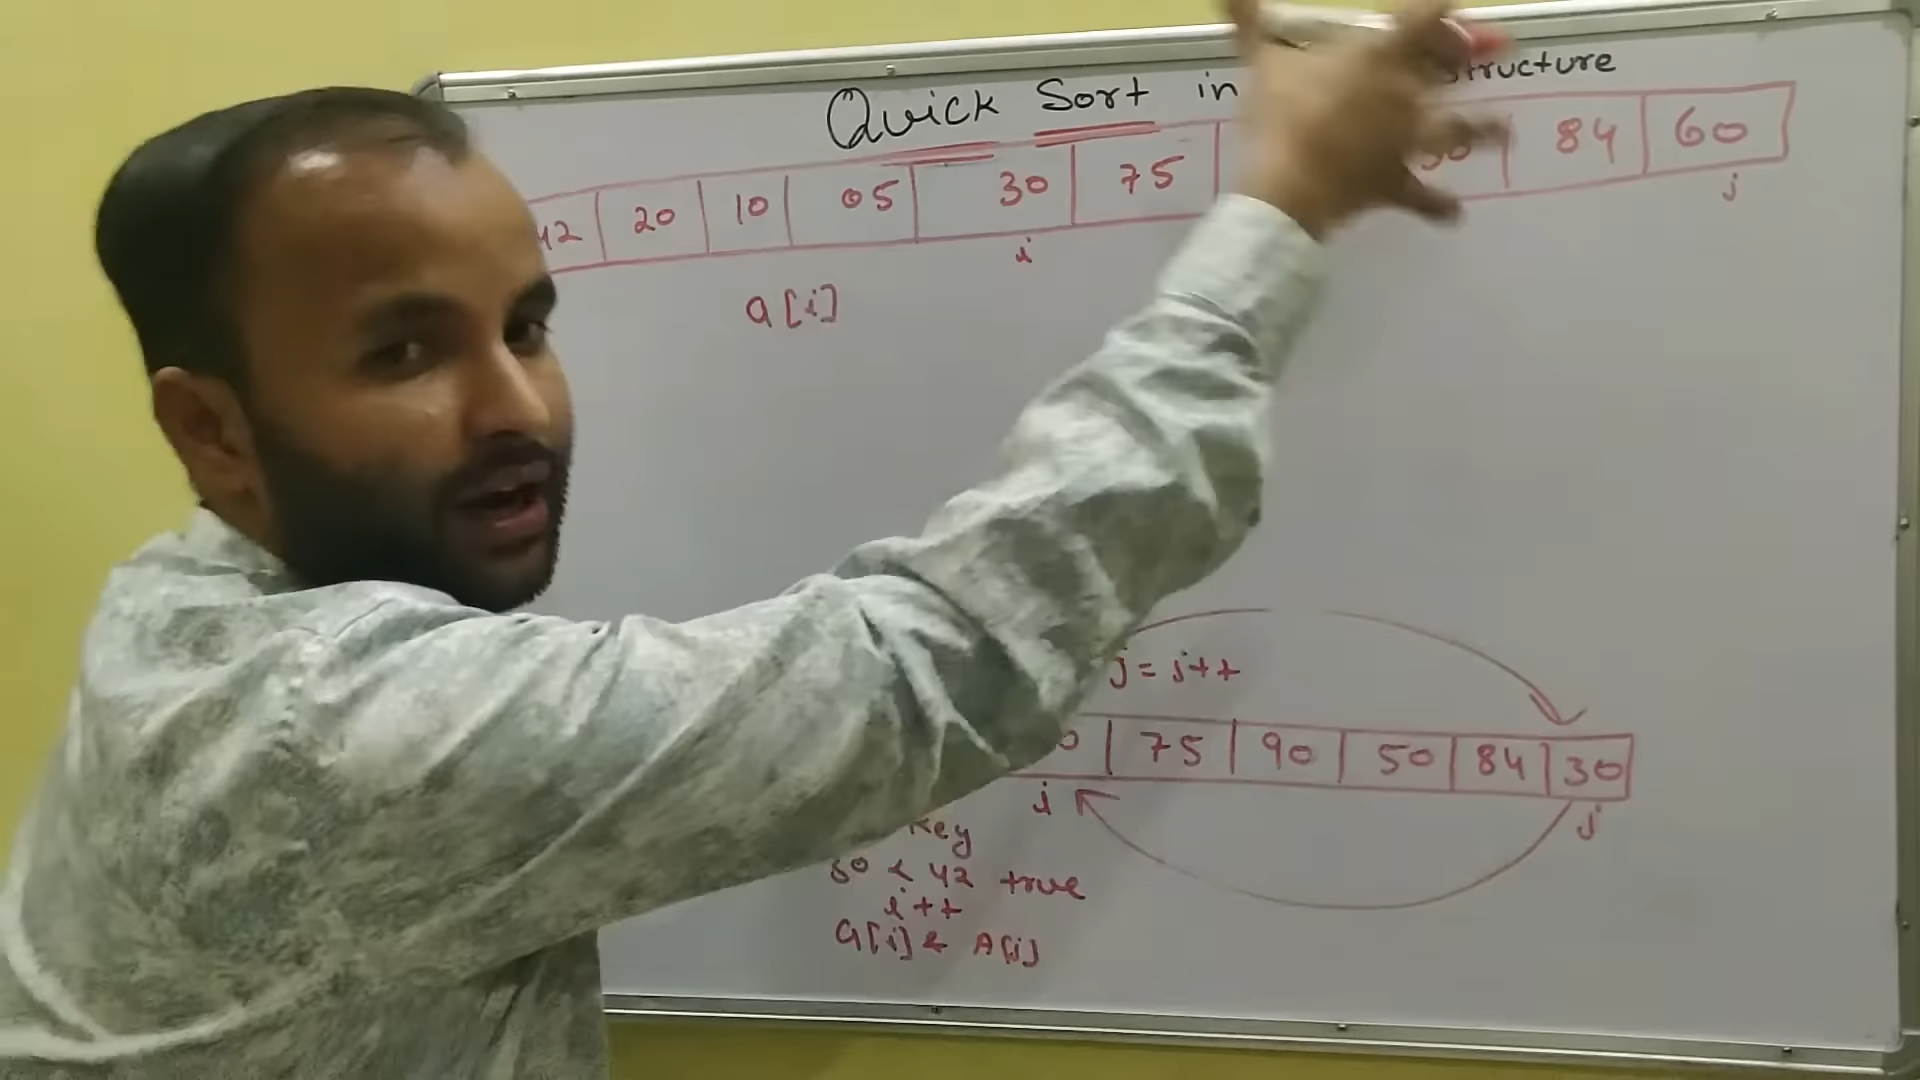 Quick Sort in structure
42 20 10 05 30 75 84 60
i j
a[i]
j = j++
75 90 50 84 30
i j
Key
30 < 42 true
i++
a[i] & A[j]